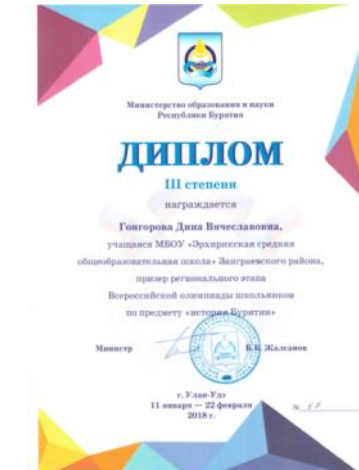 Министерство образования и науки
Республики Бурятия
ДИПЛОМ
III степени
награждается
Гонгорова Дина Вячеславовна,
учащаяся МБОУ «Эрхирикская средняя
общеобразовательная школа» Заиграевского района,
призер регионального этапа
Всероссийской олимпиады школьников
по предмету «история Бурятии»
Министр Б.Б. Жалсанов
г. Улан-Удэ
11 января — 22 февраля
2018 г.
№